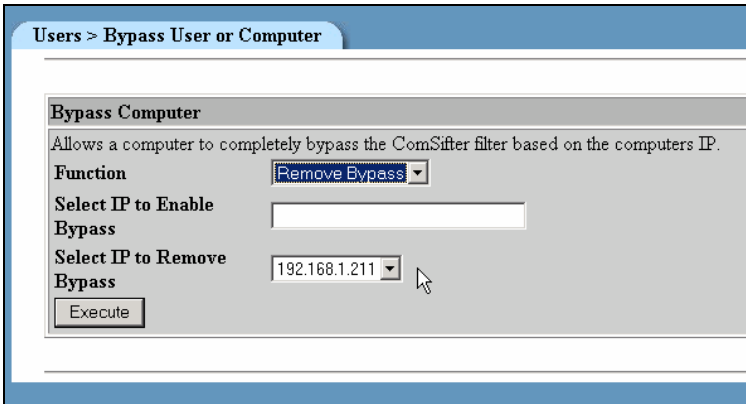 Users > Bypass User or Computer
Bypass Computer
Allows a computer to completely bypass the ComSifter filter based on the computers IP.
Function Remove Bypass
Select IP to Enable
Bypass
Select IP to Remove
Bypass 192.168.1.211
Execute